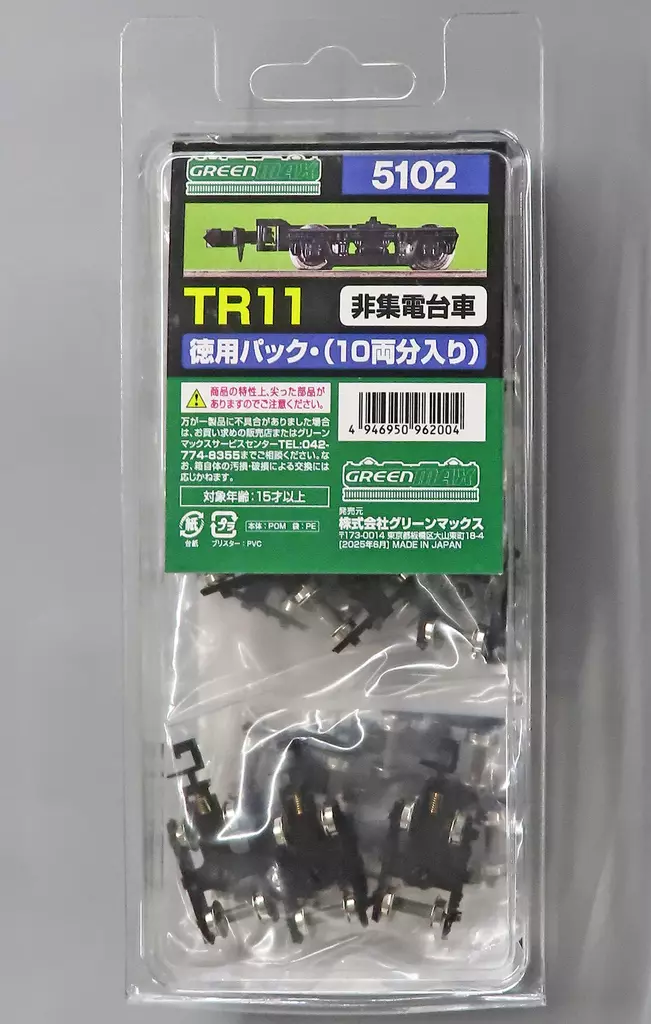 GREENMAX
5102
TR11
非集電台車
徳用パック・(10両分入り)
商品の特性上、尖った部品が
ありますのでご注意ください。
万が一製品に不具合がありました場合
は、お買い求めの販売店またはグリーン
マックスサービスセンターTEL:042-
774-8355までご相談ください。な
お、箱自体の汚損・破損による交換には
応じかねます。
対象年齢:15才以上
紙
台紙
プラ
ブリスター:PVC
本体:POM 袋:PE
4 946950 962004
GREENMAX
発売元
株式会社グリーンマックス
〒173-0014 東京都板橋区大山東町18-4
[2025年6月] MADE IN JAPAN